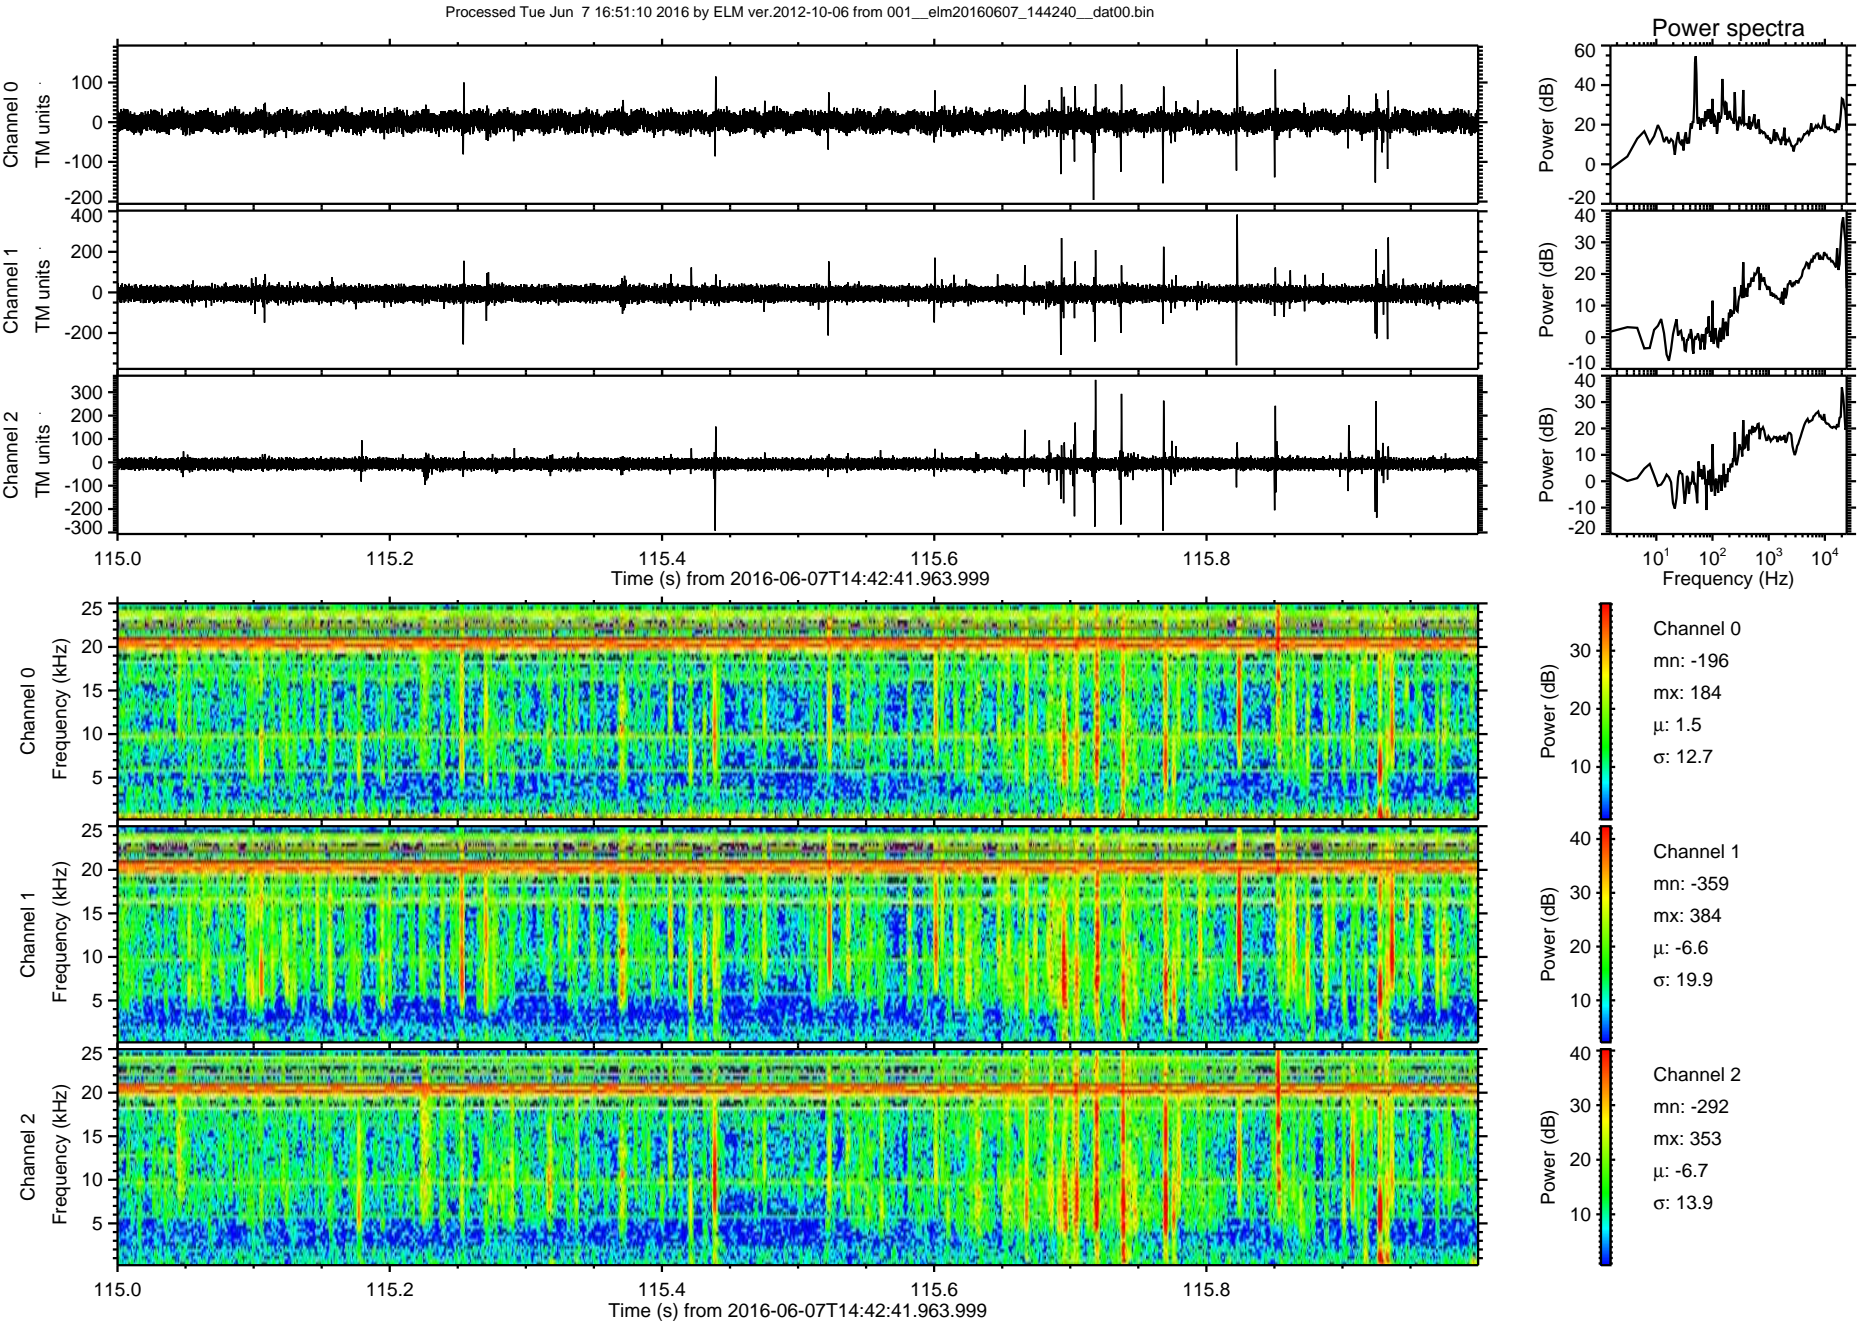 Processed Tue Jun  7 16:51:10 2016 by ELM ver.2012-10-06 from 001__elm20160607_144240__dat00.bin
Power spectra
Channel 0
TM units
100
0
-100
-200
Power (dB)
60
40
20
0
-20
Channel 1
TM units
400
200
0
-200
Power (dB)
40
30
20
10
0
-10
Channel 2
TM units
300
200
100
0
-100
-200
-300
Power (dB)
40
30
20
10
0
-10
-20
115.0 115.2 115.4 115.6 115.8
Time (s) from 2016-06-07T14:42:41.963.999
10^1 10^2 10^3 10^4
Frequency (Hz)
Channel 0
Frequency (kHz)
25
20
15
10
5
Power (dB)
30
20
10
Channel 0
mn: -196
mx: 184
μ: 1.5
σ: 12.7
Channel 1
Frequency (kHz)
25
20
15
10
5
Power (dB)
40
30
20
10
Channel 1
mn: -359
mx: 384
μ: -6.6
σ: 19.9
Channel 2
Frequency (kHz)
25
20
15
10
5
Power (dB)
40
30
20
10
Channel 2
mn: -292
mx: 353
μ: -6.7
σ: 13.9
115.0 115.2 115.4 115.6 115.8
Time (s) from 2016-06-07T14:42:41.963.999